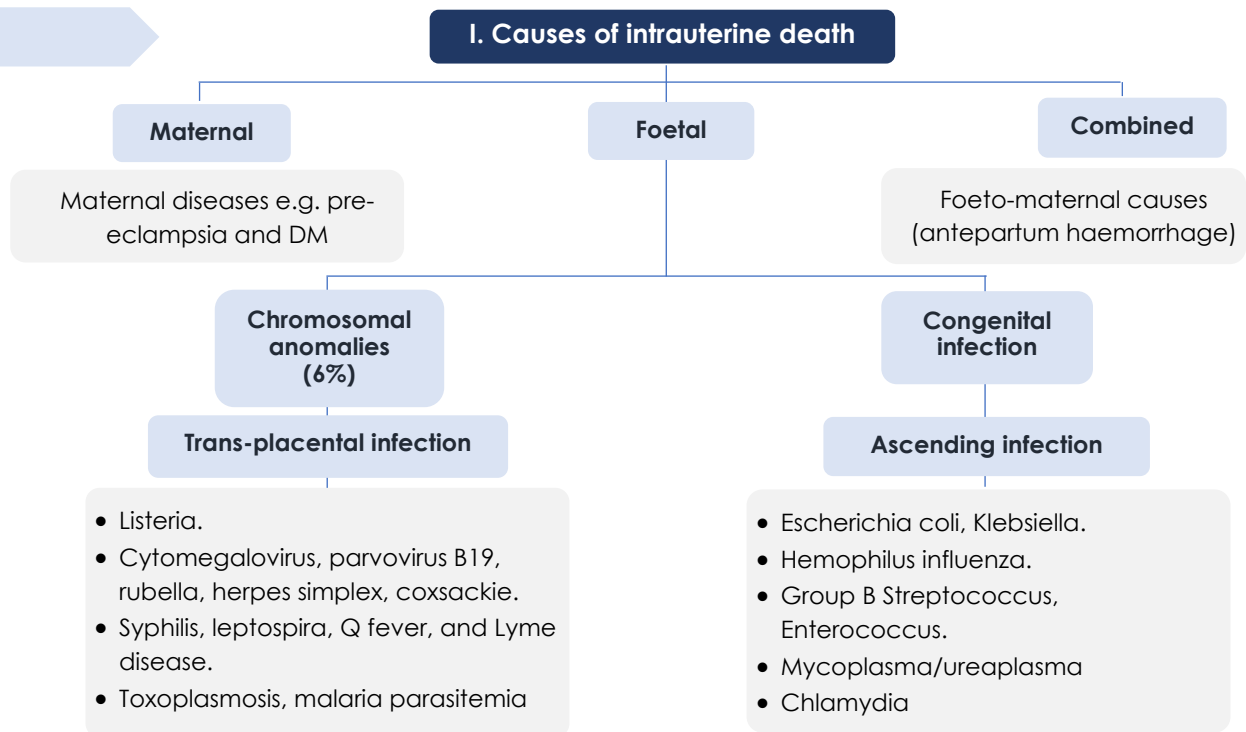 I. Causes of intrauterine death
Maternal
Foetal
Combined
Maternal diseases e.g. pre-
eclampsia and DM
Foeto-maternal causes
(antepartum haemorrhage)
Chromosomal
anomalies
(6%)
Congenital
infection
Trans-placental infection
Ascending infection
• Listeria.
• Cytomegalovirus, parvovirus B19,
rubella, herpes simplex, coxsackie.
• Syphilis, leptospira, Q fever, and Lyme
disease.
• Toxoplasmosis, malaria parasitemia
• Escherichia coli, Klebsiella.
• Hemophilus influenza.
• Group B Streptococcus,
Enterococcus.
• Mycoplasma/ureaplasma
• Chlamydia